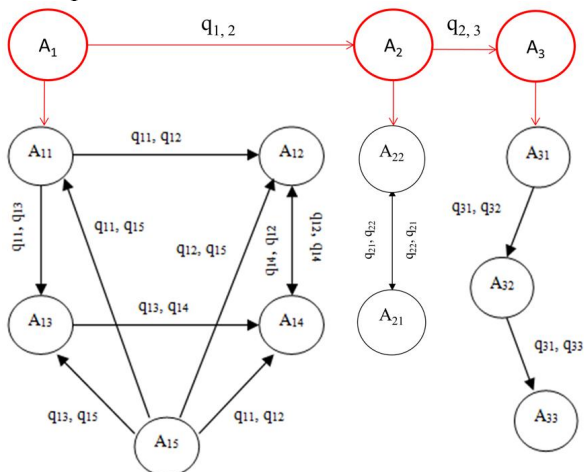 q1, 2
q2, 3
A1
A2
A3
q11, q12
A11
A12
A22
A31
q11, q13
q11, q15
q12, q15
q14, q12
q12, q14
q21, q22
q22, q21
q31, q32
A32
q13, q14
A13
A14
A21
q31, q33
q13, q15
q11, q12
A15
A33